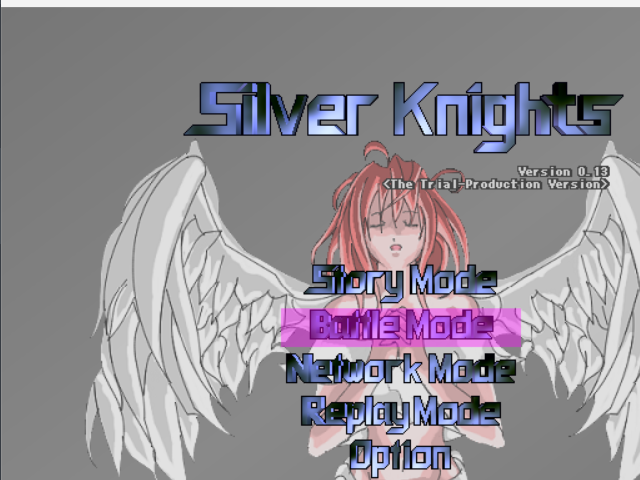 Silver Knights
Version 0.13
<The Trial-Production Version>
Story Mode
Battle Mode
Network Mode
Replay Mode
Option